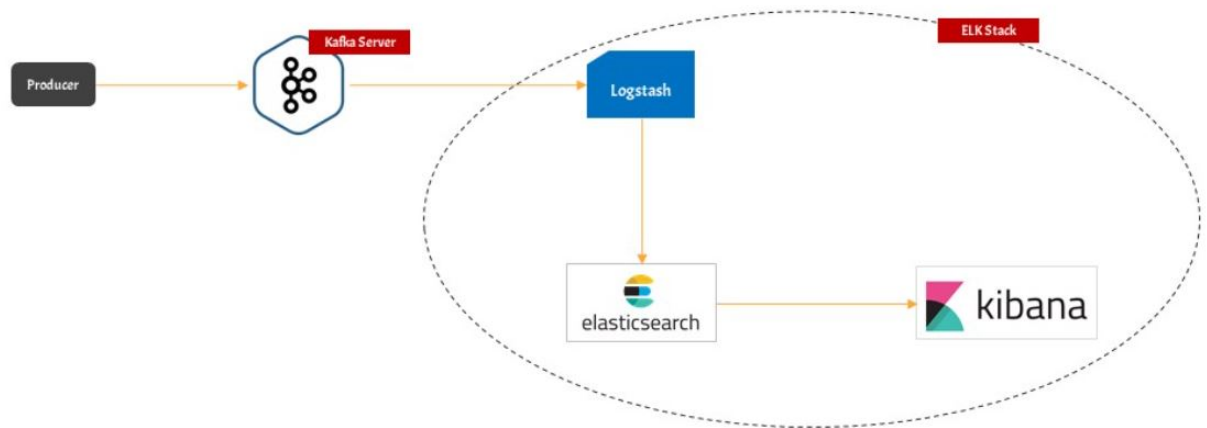 Kafka Server
ELK Stack
Producer
Logstash
elasticsearch
kibana